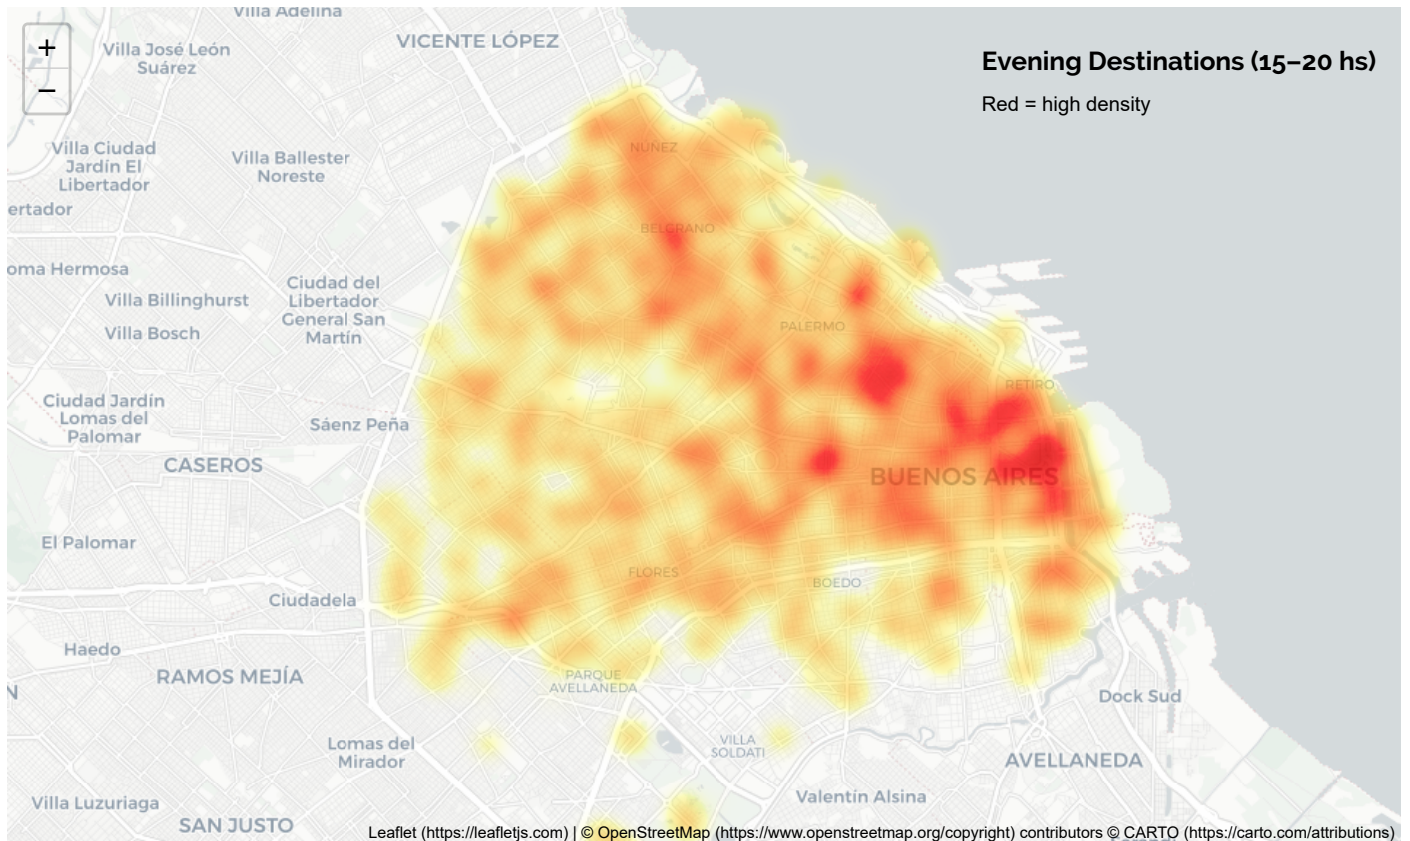 Villa Adelina
+
Villa José León
Suárez
VICENTE LÓPEZ
Evening Destinations (15–20 hs)
−
Red = high density
Villa Ciudad
Jardín El
Libertador
Villa Ballester
Noreste
NÚÑEZ
ertador
BELGRANO
oma Hermosa
Ciudad del
Libertador
General San
Martín
Villa Billinghurst
Villa Bosch
PALERMO
RETIRO
Ciudad Jardín
Lomas del
Palomar
Sáenz Peña
CASEROS
BUENOS AIRES
El Palomar
FLORES
BOEDO
Ciudadela
Haedo
RAMOS MEJÍA
PARQUE
AVELLANEDA
N
Dock Sud
Lomas del
Mirador
VILLA
SOLDATI
AVELLANEDA
Villa Luzuriaga
Valentín Alsina
SAN JUSTO
Leaflet (https://leafletjs.com) | © OpenStreetMap (https://www.openstreetmap.org/copyright) contributors © CARTO (https://carto.com/attributions)